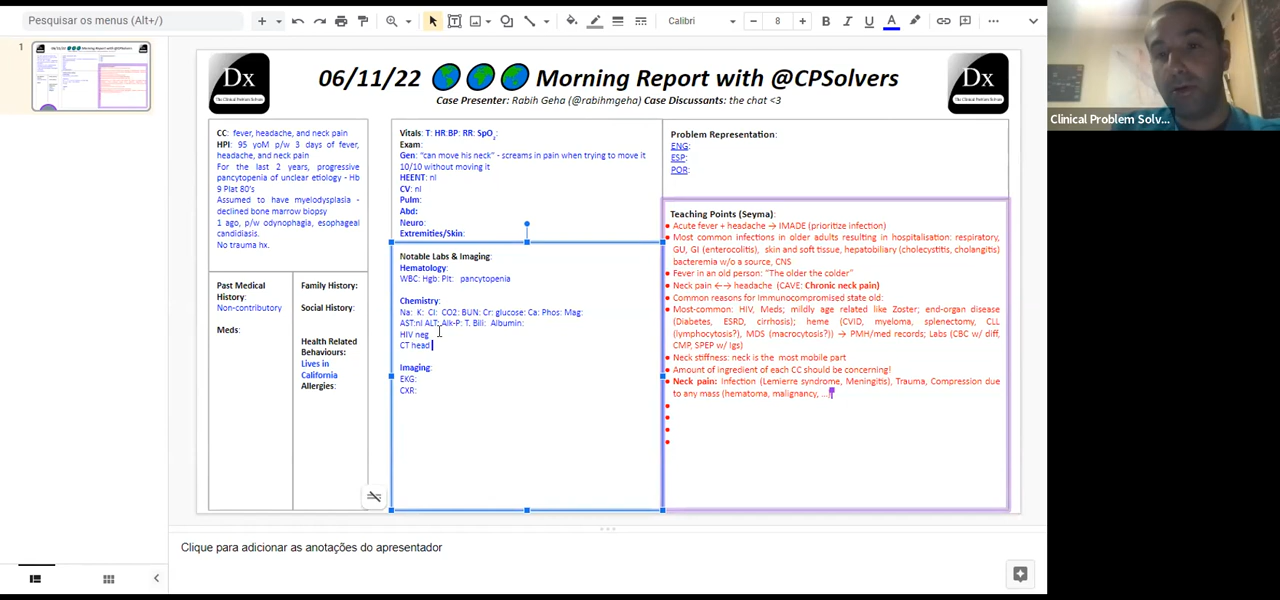 Pesquisar os menus (Alt+/)
Calibri
8
B I U A
1
Dx
The Clinical Problem Solvers
06/11/22 Morning Report with @CPSolvers
Case Presenter: Rabih Geha (@rabihmgeha) Case Discussants: the chat <3
Dx
The Clinical Problem Solvers
CC: fever, headache, and neck pain
HPI: 95 yoM p/w 3 days of fever,
headache, and neck pain
For the last 2 years, progressive
pancytopenia of unclear etiology - Hb
9 Plat 80's
Assumed to have myelodysplasia -
declined bone marrow biopsy
1 ago, p/w odynophagia, esophageal
candidiasis.
No trauma hx.
Past Medical
History:
Non-contributory
Meds:
Family History:
Social History:
Health Related
Behaviours:
Lives in
California
Allergies:
Vitals: T: HR: BP: RR: SpO2:
Exam:
Gen: "can move his neck" - screams in pain when trying to move it
10/10 without moving it
HEENT: nl
CV: nl
Pulm:
Abd:
Neuro:
Extremities/Skin:
Notable Labs & Imaging:
Hematology:
WBC: Hgb: Plt: pancytopenia
Chemistry:
Na: K: Cl: CO2: BUN: Cr: glucose: Ca: Phos: Mag:
AST:nl ALT: Alk-P: T. Bili: Albumin:
HIV neg
CT head
Imaging:
EKG:
CXR:
Problem Representation:
ENG:
ESP:
POR:
Teaching Points (Seyma):
Acute fever + headache → IMADE (prioritize infection)
Most common infections in older adults resulting in hospitalisation: respiratory,
GU, GI (enterocolitis), skin and soft tissue, hepatobiliary (cholecystitis, cholangitis)
bacteremia w/o a source, CNS
Fever in an old person: "The older the colder"
Neck pain ←→ headache (CAVE: Chronic neck pain)
Common reasons for Immunocompromised state old:
Most-common: HIV, Meds; mildly age related like Zoster; end-organ disease
(Diabetes, ESRD, cirrhosis); heme (CVID, myeloma, splenectomy, CLL
(lymphocytosis?), MDS (macrocytosis?)) → PMH/med records; Labs (CBC w/ diff,
CMP, SPEP w/ Igs)
Neck stiffness: neck is the most mobile part
Amount of ingredient of each CC should be concerning!
Neck pain: Infection (Lemierre syndrome, Meningitis), Trauma, Compression due
to any mass (hematoma, malignancy, ...)
Clique para adicionar as anotações do apresentador
Clinical Problem Solv...